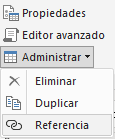 Propiedades
Editor avanzado
Administrar
Eliminar
Duplicar
Referencia